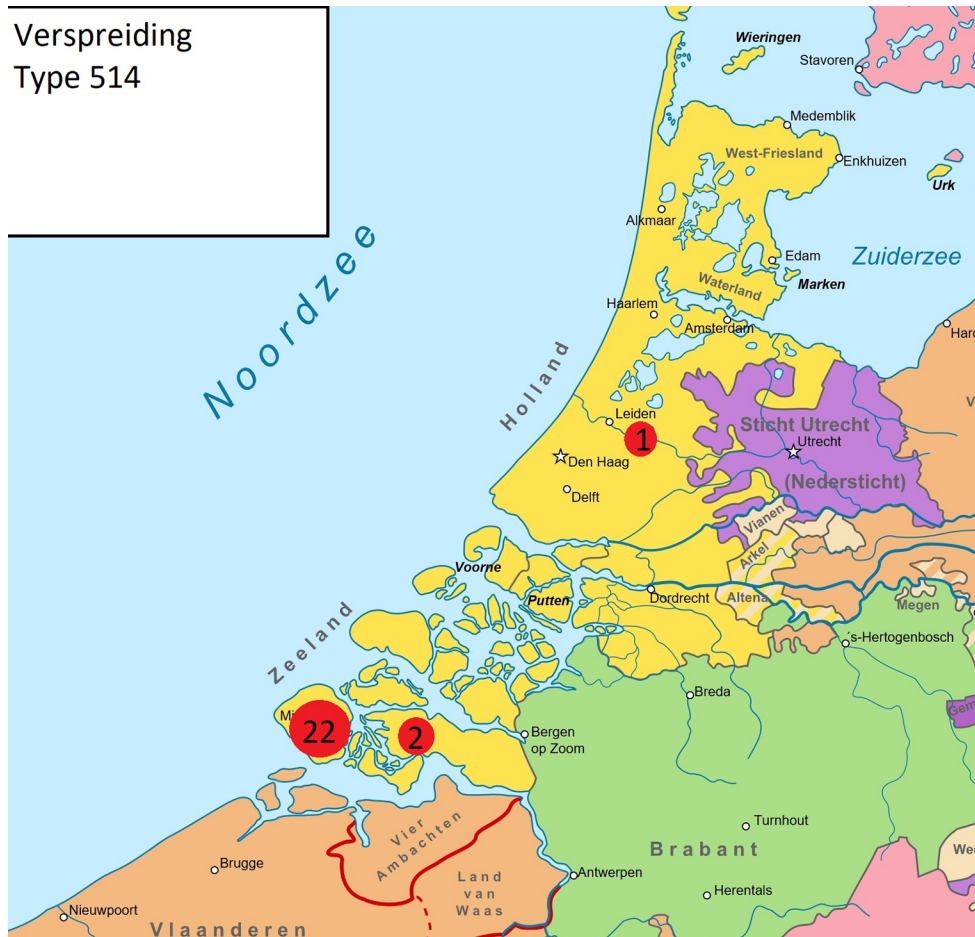 Verspreiding
Type 514
Wieringen
Stavoren
Medemblik
West-Friesland
Enkhuizen
Urk
Alkmaar
Noordzee
Edam
Zuiderzee
Marken
Waterland
Haarlem
Amsterdam
Holland
Leiden
1
Sticht Utrecht
Utrecht
Den Haag
(Nedersticht)
Delft
Vianen
Arkel
Voorne
Putten
Dordrecht
Altena
Megen
Zeeland
's-Hertogenbosch
22
2
Breda
Bergen
op Zoom
Vier
Ambachten
Turnhout
Brabant
Brugge
Land
van
Waas
Antwerpen
Herentals
Nieuwpoort
Vlaanderen